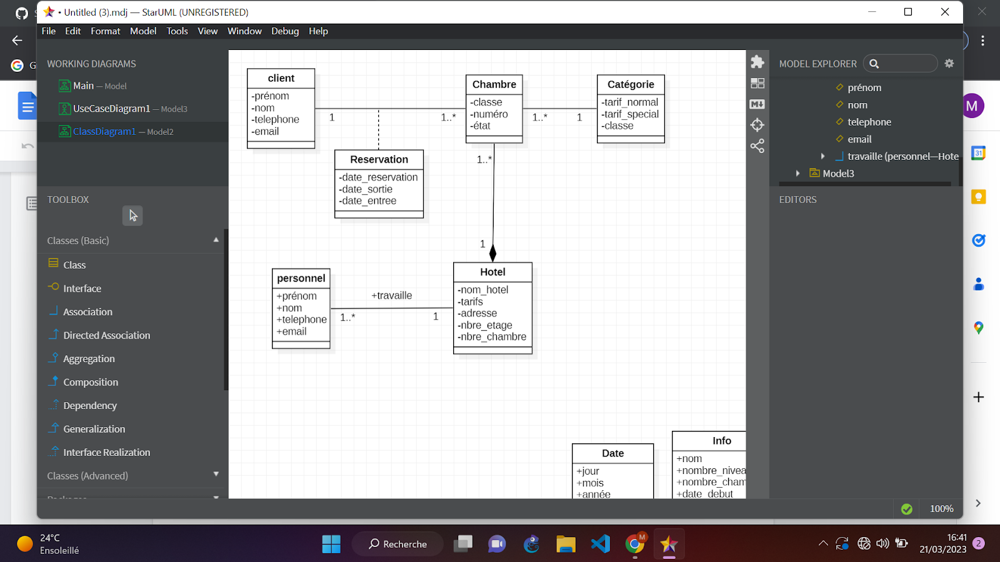 • Untitled (3).mdj — StarUML (UNREGISTERED)
File Edit Format Model Tools View Window Debug Help
G
WORKING DIAGRAMS
Main — Model
UseCaseDiagram1 — Model3
ClassDiagram1 — Model2
TOOLBOX
Classes (Basic)
Class
Interface
Association
Directed Association
Aggregation
Composition
Dependency
Generalization
Interface Realization
Classes (Advanced)
Packages
client
-prénom
-nom
-telephone
-email
1
1..*
Chambre
-classe
-numéro
-état
1..*
1
Catégorie
-tarif_normal
-tarif_special
-classe
Reservation
-date_reservation
-date_sortie
-date_entree
1..*
1
personnel
+prénom
+nom
+telephone
+email
+travaille
1..*
1
Hotel
-nom_hotel
-tarifs
-adresse
-nbre_etage
-nbre_chambre
Date
+jour
+mois
+année
Info
+nom
+nombre_nivea
+nombre_cham
+date_debut
M↓
MODEL EXPLORER
prénom
nom
telephone
email
travaille (personnel—Hote
Model3
EDITORS
100%
M
31
24°C
Ensoleillé
Recherche
M
16:41
21/03/2023
2